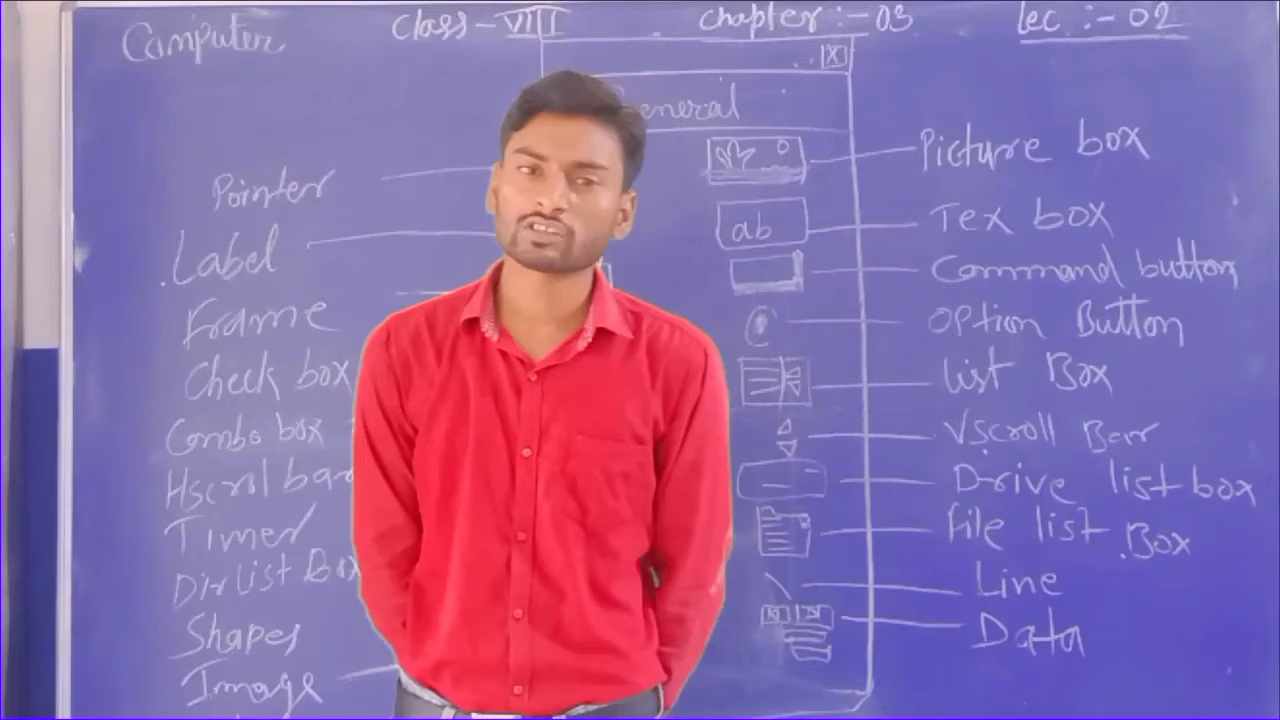 Computer class - VIII chapter :- 03 Lec :- 02
X
General
Pointer
Picture box
Label
ab
Tex box
Command button
Frame
option Button
Check box
List Box
Combo box
Vscroll Bar
Hscrol bar
Drive list box
Timer
File list Box
Dirlist Box
Line
Shapes
Data
Image